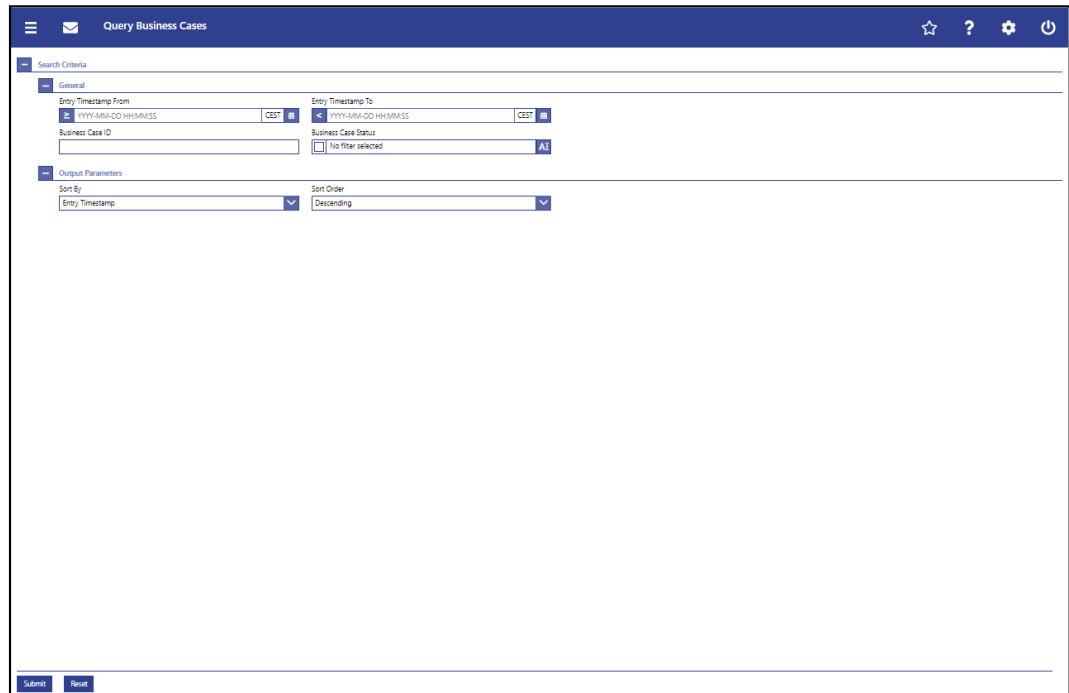 Query Business Cases
?
Search Criteria
General
Entry Timestamp From Entry Timestamp To
≥ YYYY-MM-DD HH:MM:SS CEST < YYYY-MM-DD HH:MM:SS CEST
Business Case ID Business Case Status
No filter selected AI
Output Parameters
Sort By Sort Order
Entry Timestamp Descending
Submit Reset